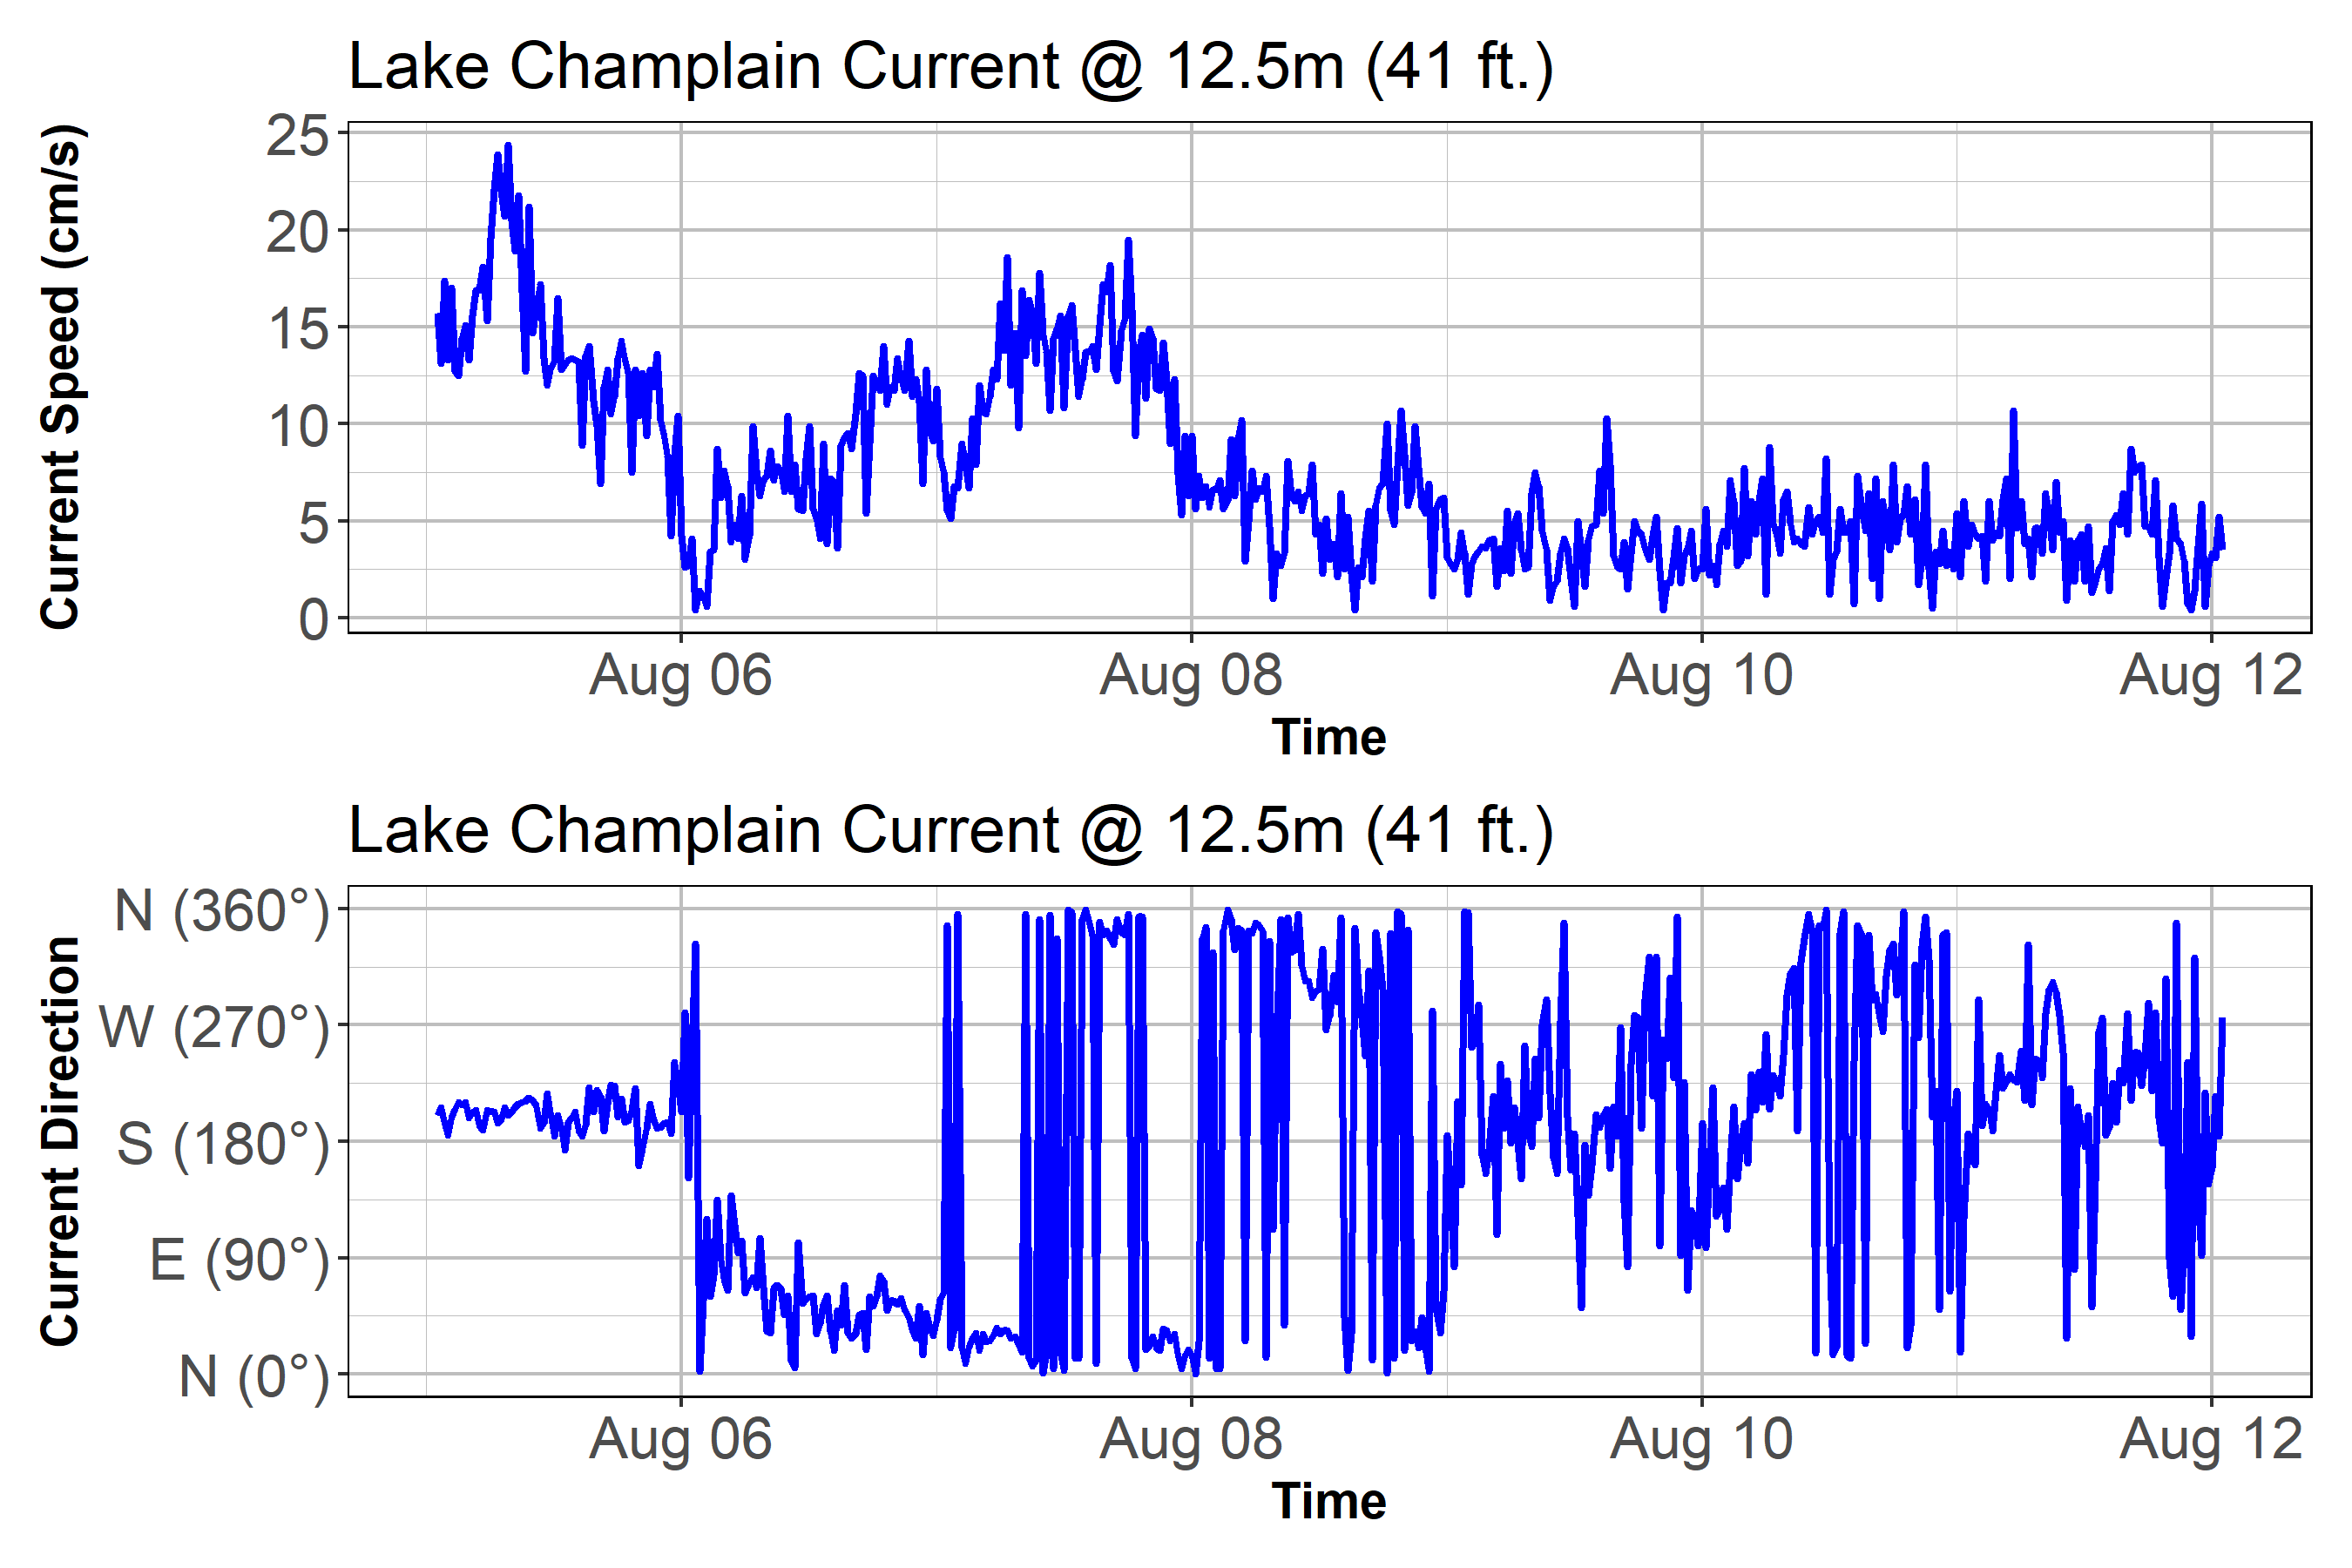 Lake Champlain Current @ 12.5m (41 ft.)
Current Speed (cm/s)
25
20
15
10
5
0
Aug 06 Aug 08 Aug 10 Aug 12
Time
Lake Champlain Current @ 12.5m (41 ft.)
Current Direction
N (360°)
W (270°)
S (180°)
E (90°)
N (0°)
Aug 06 Aug 08 Aug 10 Aug 12
Time